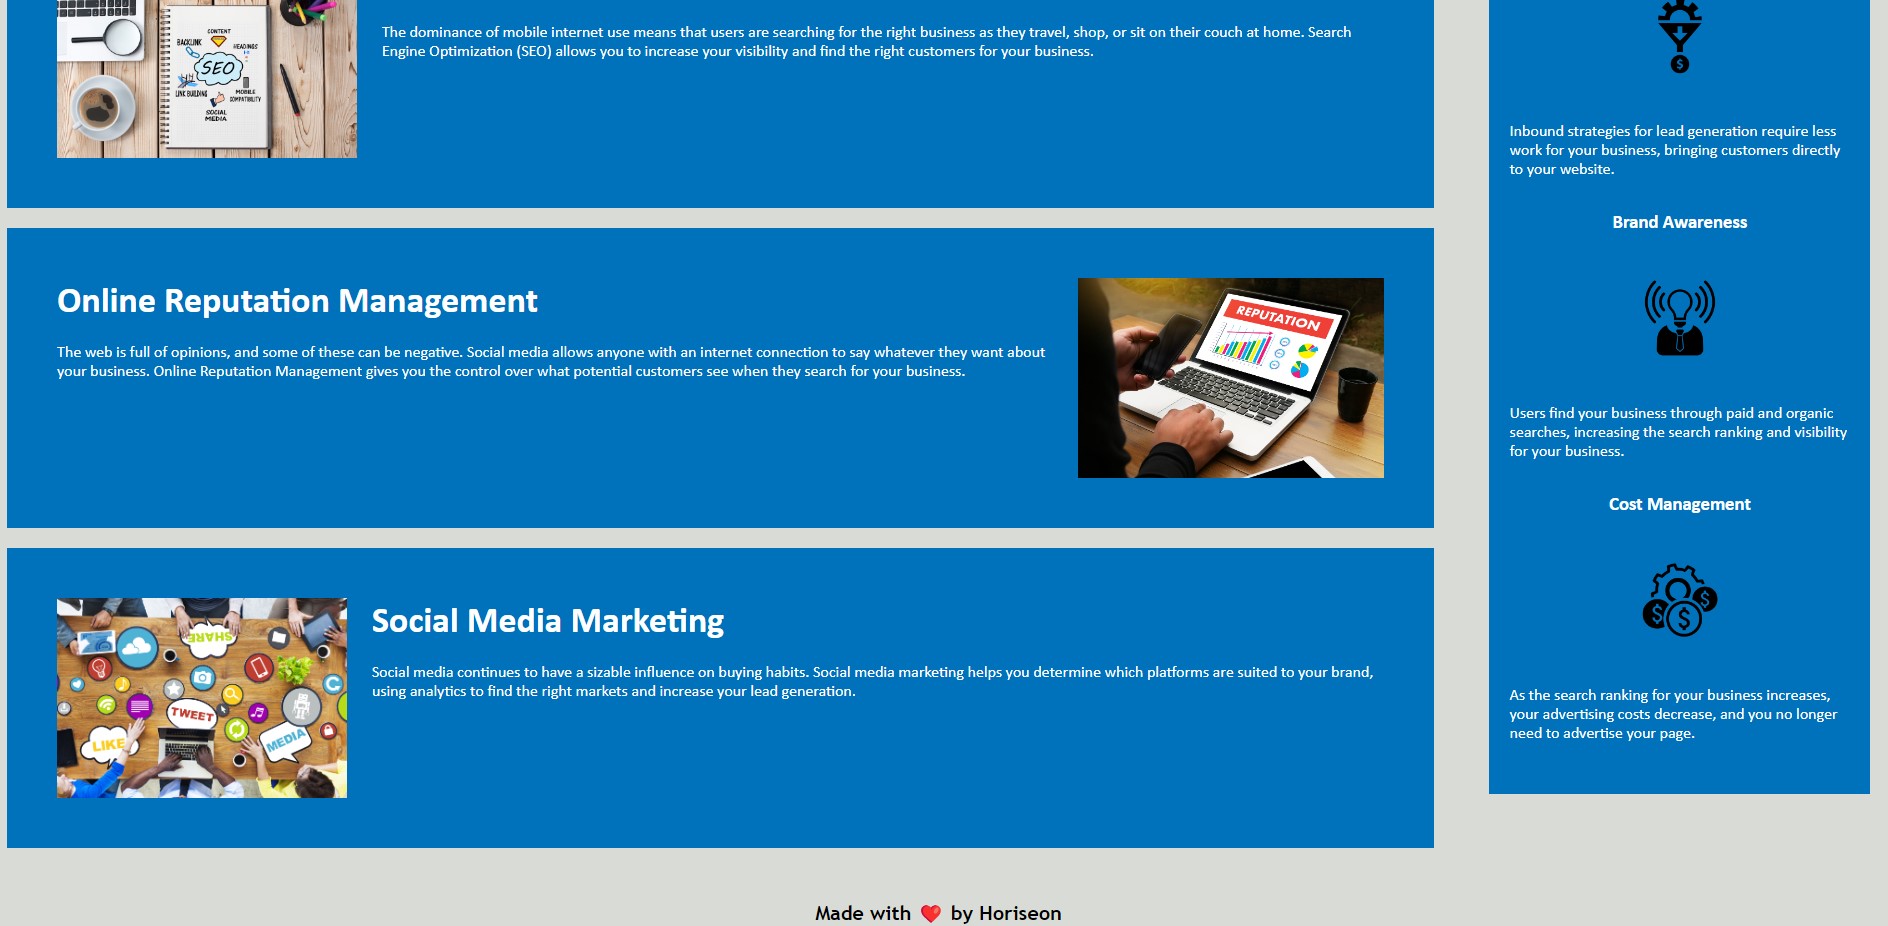 CONTENT
BACKLINK
HEADINGS
SEO
LINK BUILDING
MOBILE
COMPATIBILITY
SOCIAL
MEDIA
The dominance of mobile internet use means that users are searching for the right business as they travel, shop, or sit on their couch at home. Search
Engine Optimization (SEO) allows you to increase your visibility and find the right customers for your business.
Online Reputation Management
The web is full of opinions, and some of these can be negative. Social media allows anyone with an internet connection to say whatever they want about
your business. Online Reputation Management gives you the control over what potential customers see when they search for your business.
REPUTATION
SHARE
TWEET
LIKE
MEDIA
Social Media Marketing
Social media continues to have a sizable influence on buying habits. Social media marketing helps you determine which platforms are suited to your brand,
using analytics to find the right markets and increase your lead generation.
$
Inbound strategies for lead generation require less
work for your business, bringing customers directly
to your website.
Brand Awareness
Users find your business through paid and organic
searches, increasing the search ranking and visibility
for your business.
Cost Management
$ $ $
As the search ranking for your business increases,
your advertising costs decrease, and you no longer
need to advertise your page.
Made with ❤️ by Horiseon